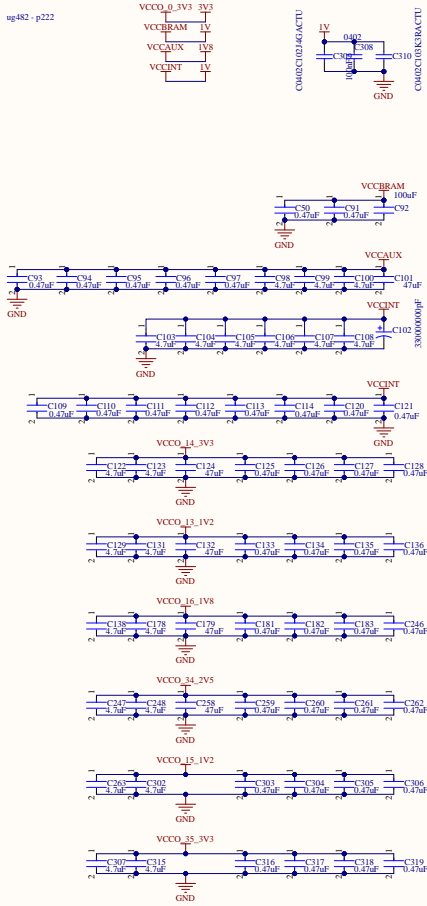 ug482 - p222
VCCO_0_3V3 3V3
VCCBRAM 1V
VCCAUX 1V8
VCCINT 1V
C0402C102J4GACTU
1V
0402
C309 C308 C310
GND
C0402C103K3RACTU
VCCBRAM
100uF
C50 C91 C92
0.47uF 0.47uF
GND
VCCAUX
C93 C94 C95 C96 C97 C98 C99 C100 C101
0.47uF 0.47uF 0.47uF 0.47uF 0.47uF 4.7uF 4.7uF 4.7uF 47uF
GND
VCCINT
C103 C104 C105 C106 C107 C108 C102
4.7uF 4.7uF 4.7uF 4.7uF 4.7uF 4.7uF
330000000pF
GND
VCCINT
C109 C110 C111 C112 C113 C114 C120 C121
0.47uF 0.47uF 0.47uF 0.47uF 0.47uF 0.47uF 0.47uF 0.47uF
GND
VCCO_14_3V3
C122 C123 C124 C125 C126 C127 C128
4.7uF 4.7uF 47uF 0.47uF 0.47uF 0.47uF 0.47uF
GND
VCCO_13_1V2
C129 C131 C132 C133 C134 C135 C136
4.7uF 4.7uF 47uF 0.47uF 0.47uF 0.47uF 0.47uF
GND
VCCO_16_1V8
C138 C178 C179 C181 C182 C183 C246
4.7uF 4.7uF 47uF 0.47uF 0.47uF 0.47uF 0.47uF
GND
VCCO_34_2V5
C247 C248 C258 C259 C260 C261 C262
4.7uF 4.7uF 47uF 0.47uF 0.47uF 0.47uF 0.47uF
GND
VCCO_15_1V2
C263 C302 C303 C304 C305 C306
4.7uF 4.7uF 0.47uF 0.47uF 0.47uF 0.47uF
GND
VCCO_35_3V3
C307 C315 C316 C317 C318 C319
4.7uF 4.7uF 0.47uF 0.47uF 0.47uF 0.47uF
GND